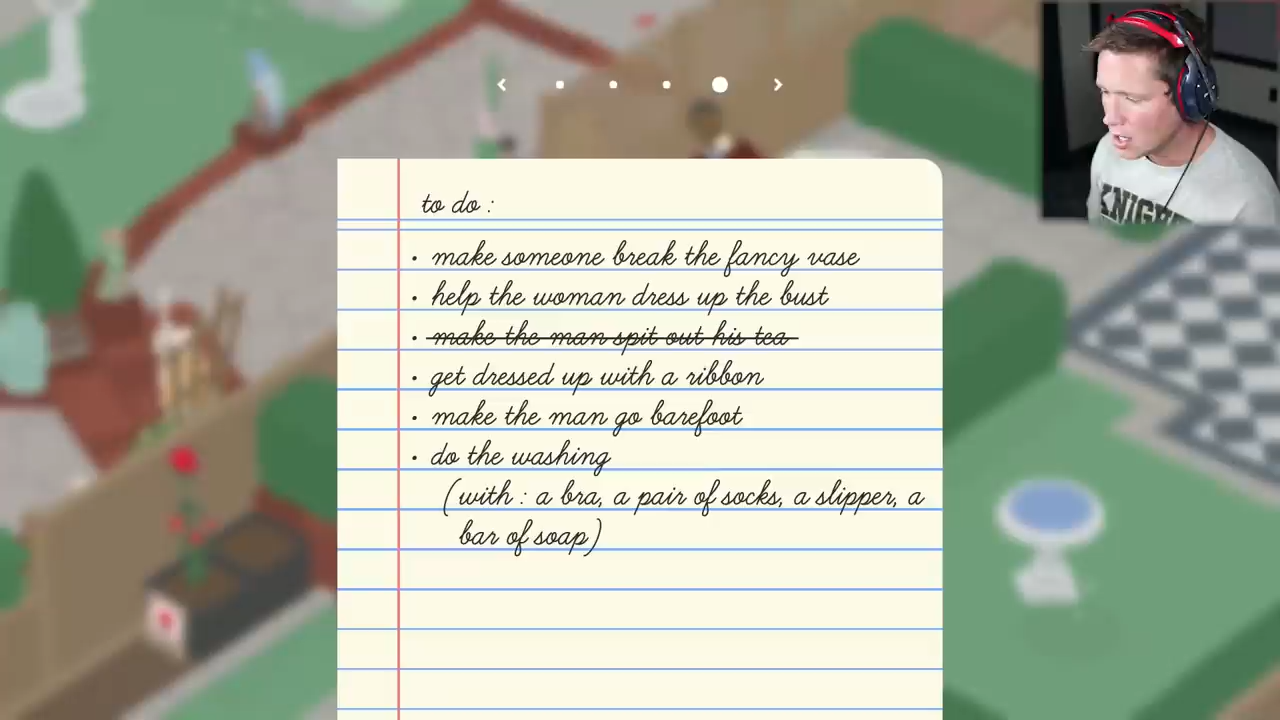 to do :
• make someone break the fancy vase
• help the woman dress up the bust
• make the man spit out his tea
• get dressed up with a ribbon
• make the man go barefoot
• do the washing
(with : a bra, a pair of socks, a slipper, a
bar of soap)